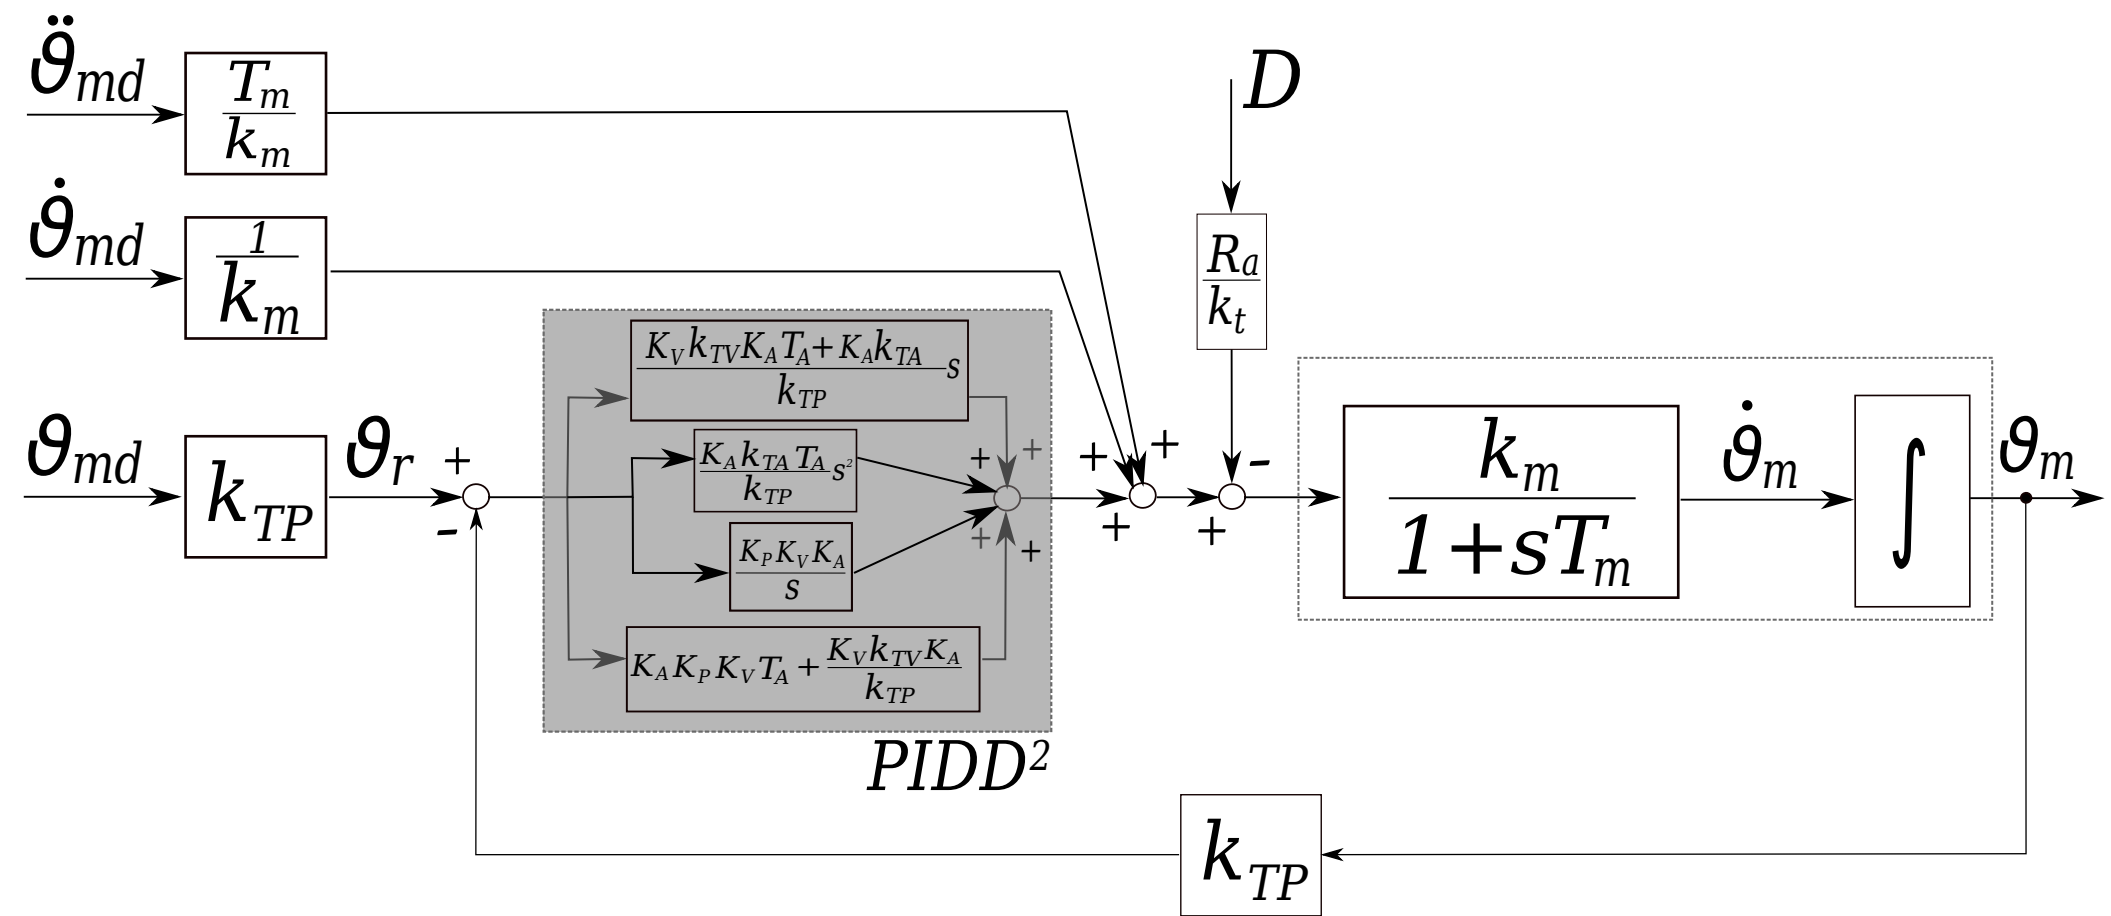 ϑ̈md
Tm
km
D
ϑ̇md
1
km
Ra
kt
KV kTV KA TA + KA kTA s
kTP
KA kTA TA s²
kTP
KP KV KA
s
KA KP KV TA + KV kTV KA
kTP
PIDD²
ϑmd
kTP
ϑr
+
-
+
+
+
+
+
+
+
+
-
km
1+sTm
ϑ̇m
∫
ϑm
kTP